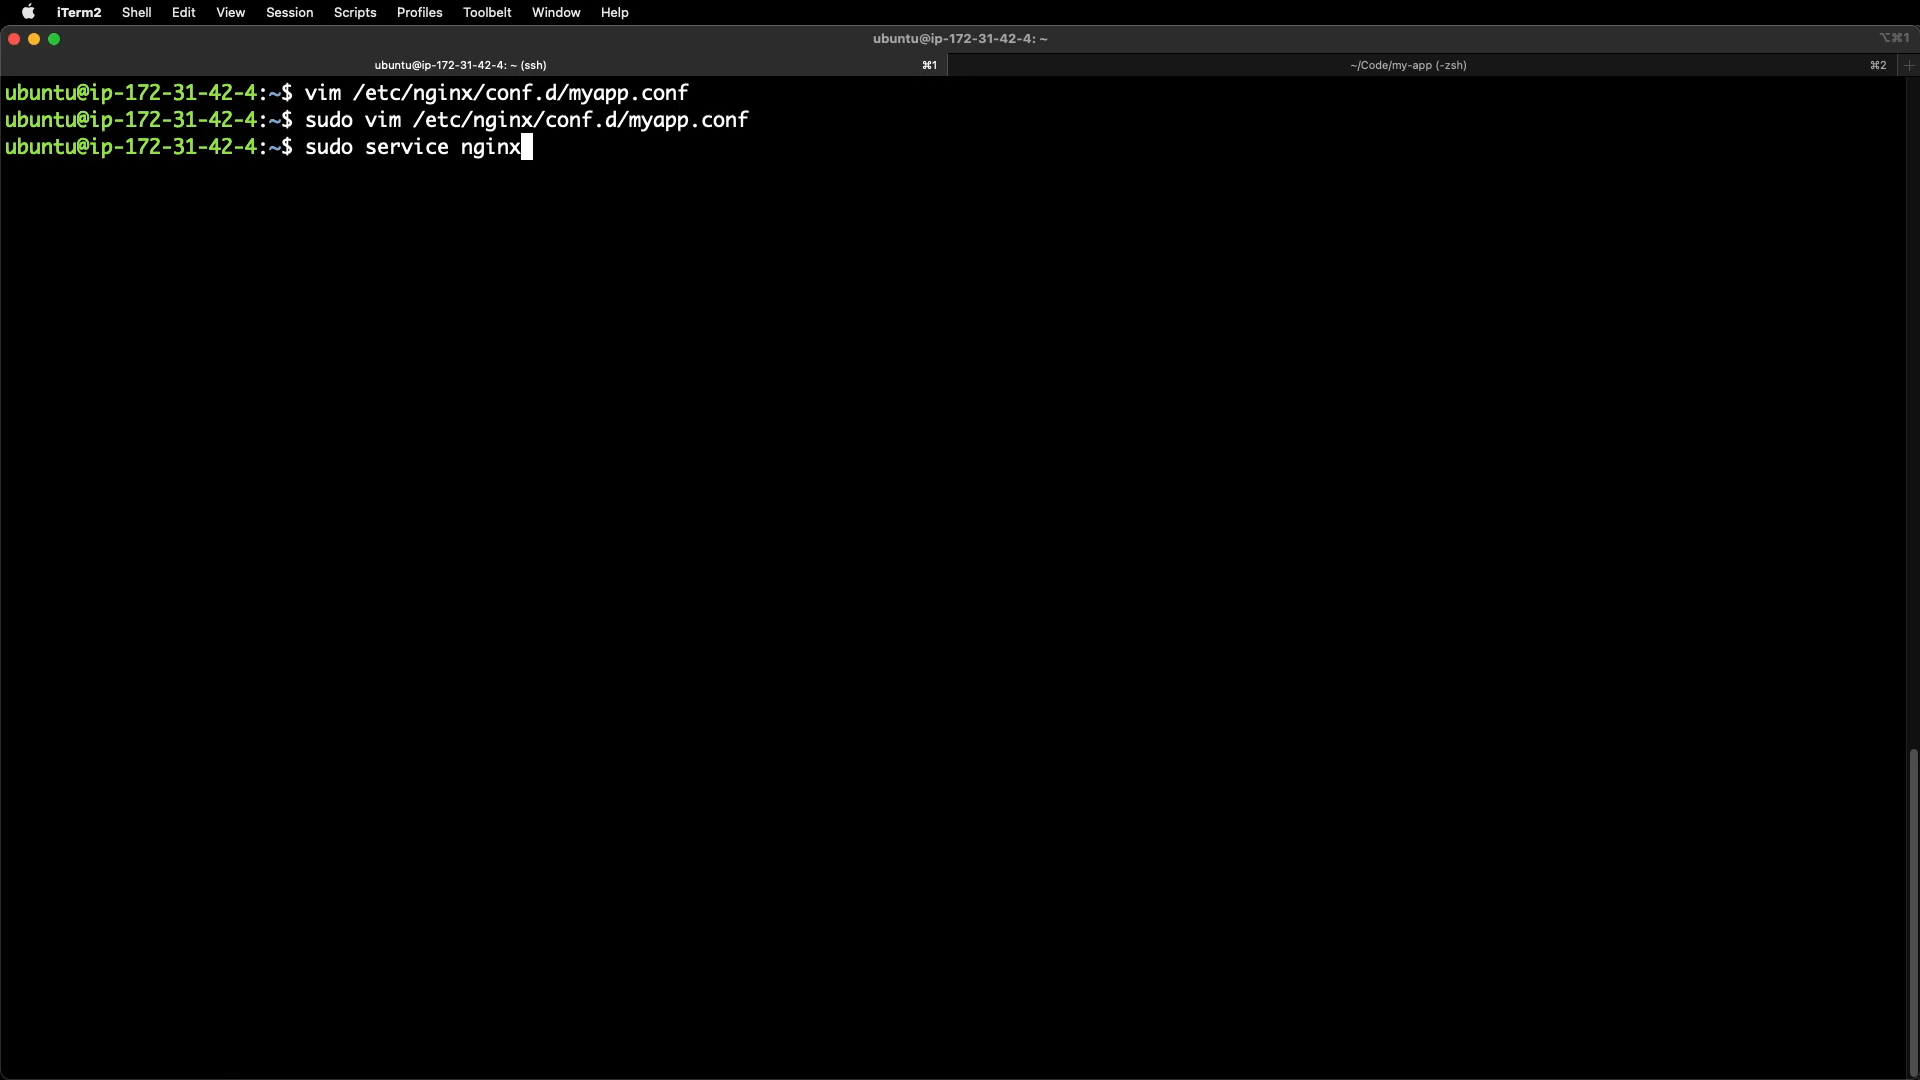 iTerm2 Shell Edit View Session Scripts Profiles Toolbelt Window Help
ubuntu@ip-172-31-42-4: ~ ⌥⌘1
ubuntu@ip-172-31-42-4: ~ (ssh) ⌘1 ~/Code/my-app (-zsh) ⌘2 +
ubuntu@ip-172-31-42-4:~$ vim /etc/nginx/conf.d/myapp.conf
ubuntu@ip-172-31-42-4:~$ sudo vim /etc/nginx/conf.d/myapp.conf
ubuntu@ip-172-31-42-4:~$ sudo service nginx